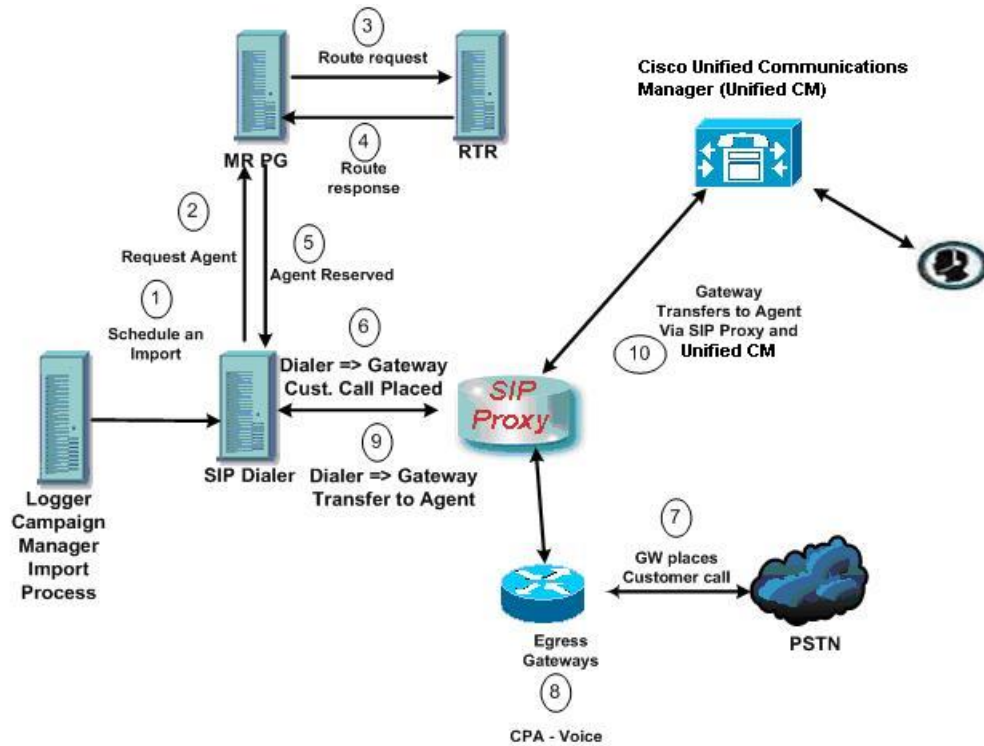 3
Route request
Cisco Unified Communications
Manager (Unified CM)
MR PG
4
RTR
Route
response
2
Request Agent
5
Agent Reserved
1
Schedule an
Import
6
Dialer => Gateway
Cust. Call Placed
Gateway
Transfers to Agent
Via SIP Proxy and
10
Unified CM
SIP
Proxy
9
SIP Dialer
Dialer => Gateway
Transfer to Agent
Logger
Campaign
Manager
Import
Process
7
GW places
Customer call
PSTN
Egress
Gateways
8
CPA - Voice